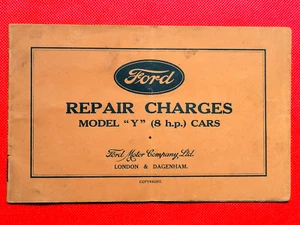 Ford
REPAIR CHARGES
MODEL "Y" (8 h.p.) CARS
Ford Motor Company, Ltd.
LONDON & DAGENHAM.
COPYRIGHT.